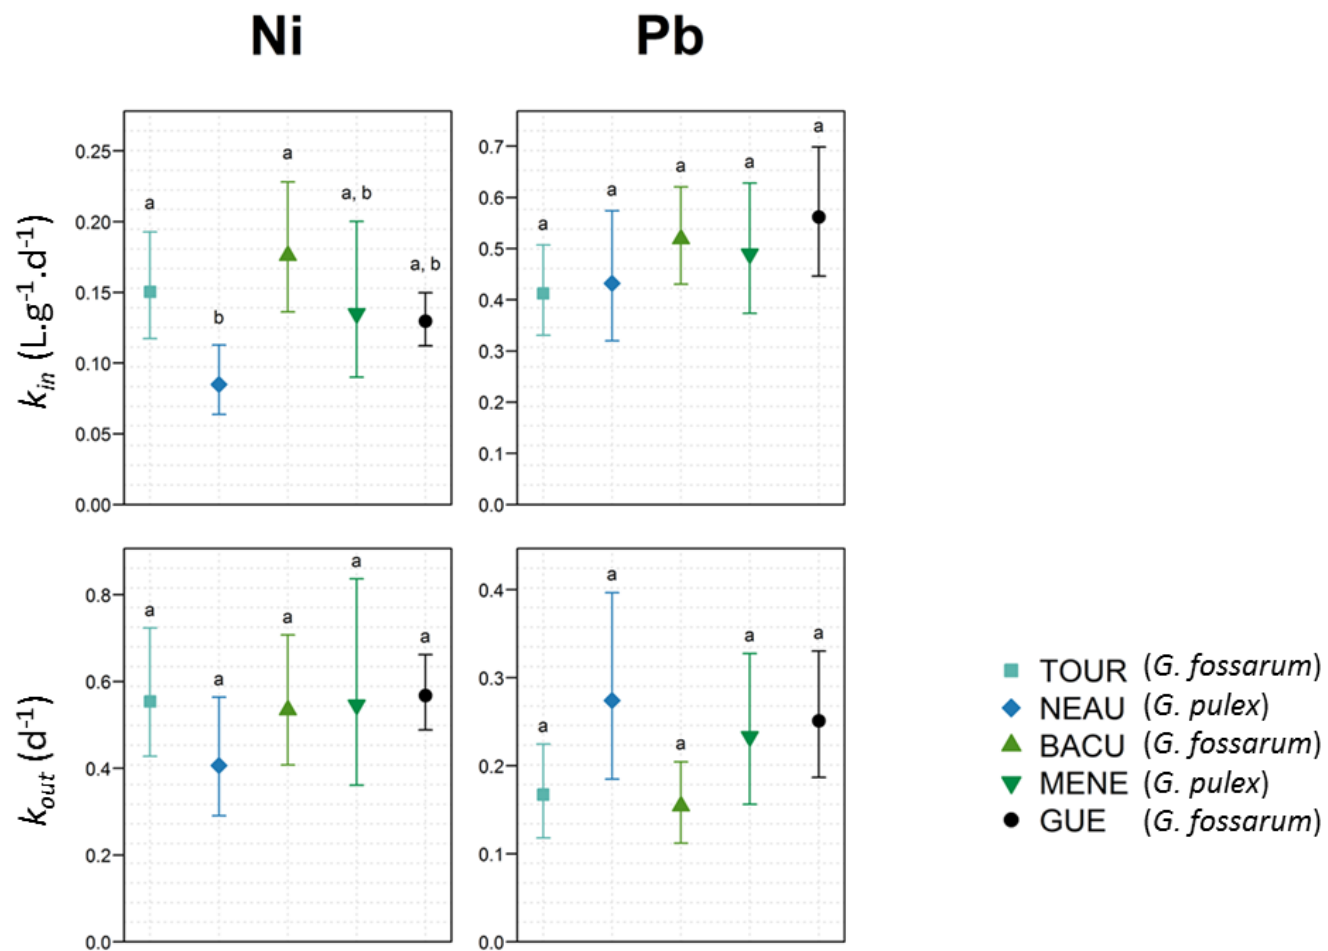 Ni Pb
k_in (L.g⁻¹.d⁻¹)
0.25
0.20
0.15
0.10
0.05
0.00
a
b
a
a, b
a, b
0.7
0.6
0.5
0.4
0.3
0.2
0.1
0.0
a
a
a
a
a
k_out (d⁻¹)
0.8
0.6
0.4
0.2
0.0
a
a
a
a
a
0.4
0.3
0.2
0.1
0.0
a
a
a
a
a
TOUR (G. fossarum)
NEAU (G. pulex)
BACU (G. fossarum)
MENE (G. pulex)
GUE (G. fossarum)